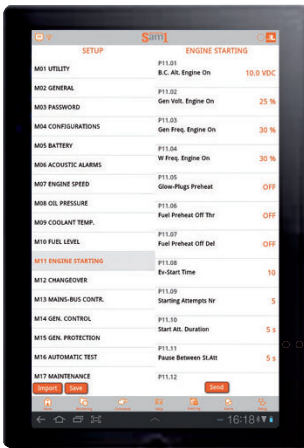 Sam1
SETUP
M01 UTILITY
M02 GENERAL
M03 PASSWORD
M04 CONFIGURATIONS
M05 BATTERY
M06 ACOUSTIC ALARMS
M07 ENGINE SPEED
M08 OIL PRESSURE
M09 COOLANT TEMP.
M10 FUEL LEVEL
M11 ENGINE STARTING
M12 CHANGEOVER
M13 MAINS-BUS CONTR.
M14 GEN. CONTROL
M15 GEN. PROTECTION
M16 AUTOMATIC TEST
M17 MAINTENANCE
Import Save
ENGINE STARTING
P11.01
B.C. Alt. Engine On 10.0 VDC
P11.02
Gen Volt. Engine On 25 %
P11.03
Gen Freq. Engine On 30 %
P11.04
W Freq. Engine On 30 %
P11.05
Glow-Plugs Preheat OFF
P11.06
Fuel Preheat Off Thr OFF
P11.07
Fuel Preheat Off Del OFF
P11.08
Ev-Start Time 10
P11.09
Starting Attempts Nr 5
P11.10
Start Att. Duration 5 s
P11.11
Pause Between St.Att 5 s
P11.12
Send
16:18